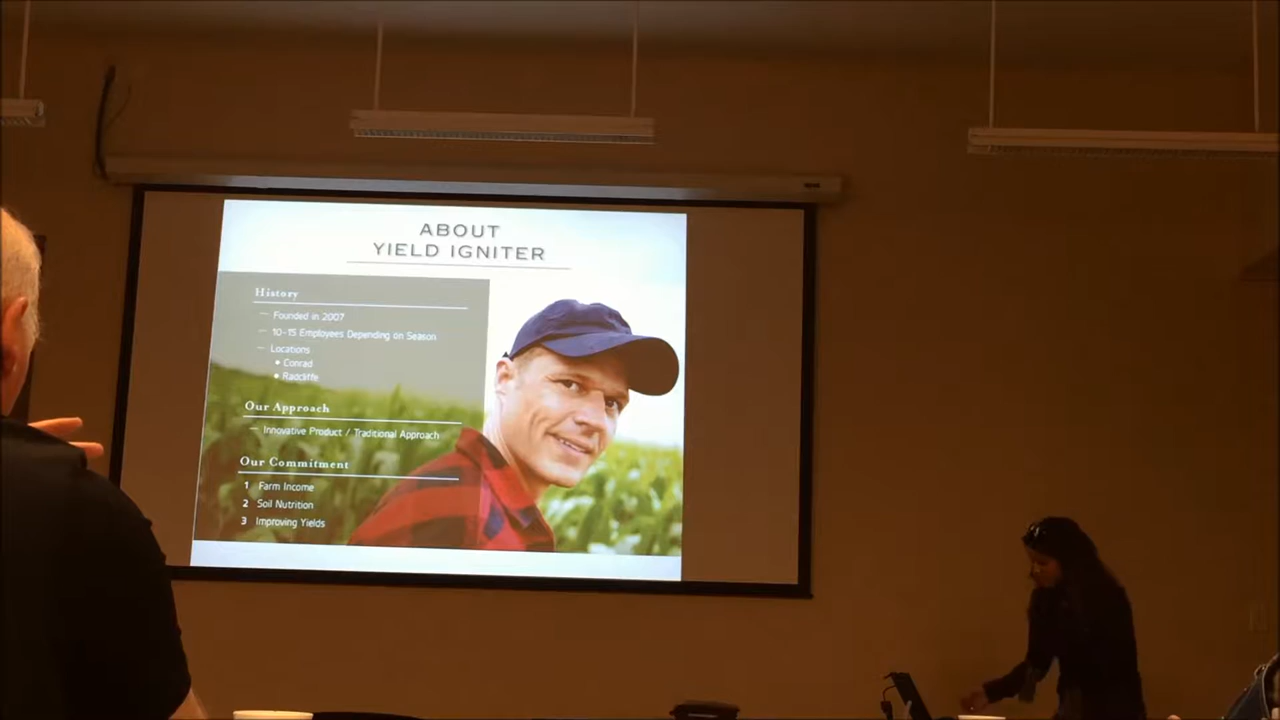 ABOUT
YIELD IGNITER
History
— Founded in 2007
— 10-15 Employees Depending on Season
— Locations
• Conrad
• Radcliffe
Our Approach
— Innovative Product / Traditional Approach
Our Commitment
1 Farm Income
2 Soil Nutrition
3 Improving Yields